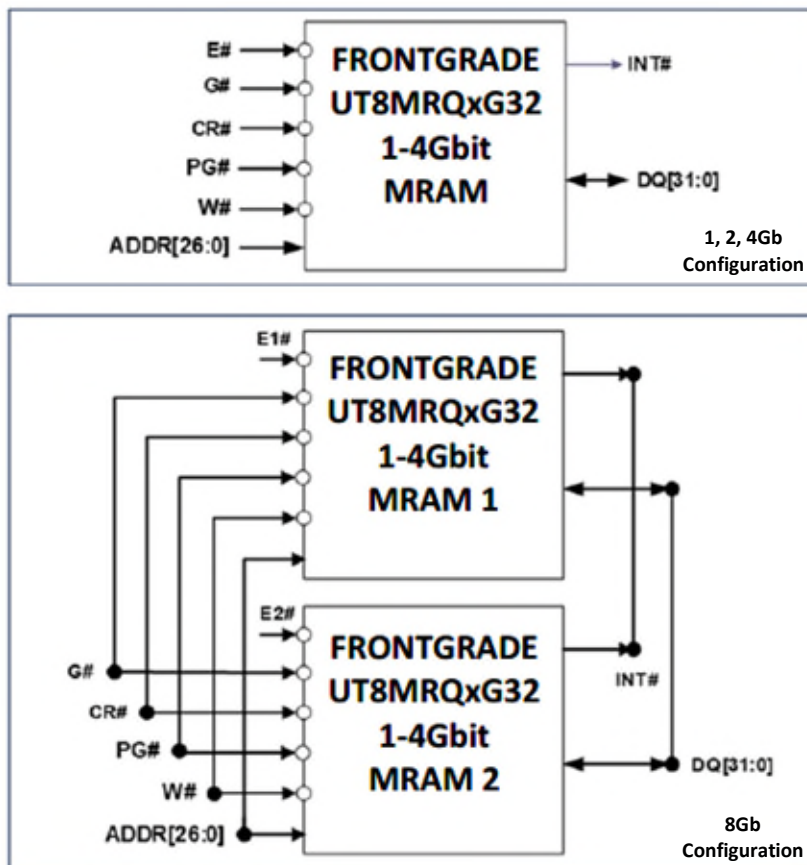 E#
G#
CR#
PG#
W#
ADDR[26:0]
FRONTGRADE
UT8MRQxG32
1-4Gbit
MRAM
INT#
DQ[31:0]
1, 2, 4Gb
Configuration
E1#
FRONTGRADE
UT8MRQxG32
1-4Gbit
MRAM 1
E2#
FRONTGRADE
UT8MRQxG32
1-4Gbit
MRAM 2
G#
CR#
PG#
W#
ADDR[26:0]
INT#
DQ[31:0]
8Gb
Configuration